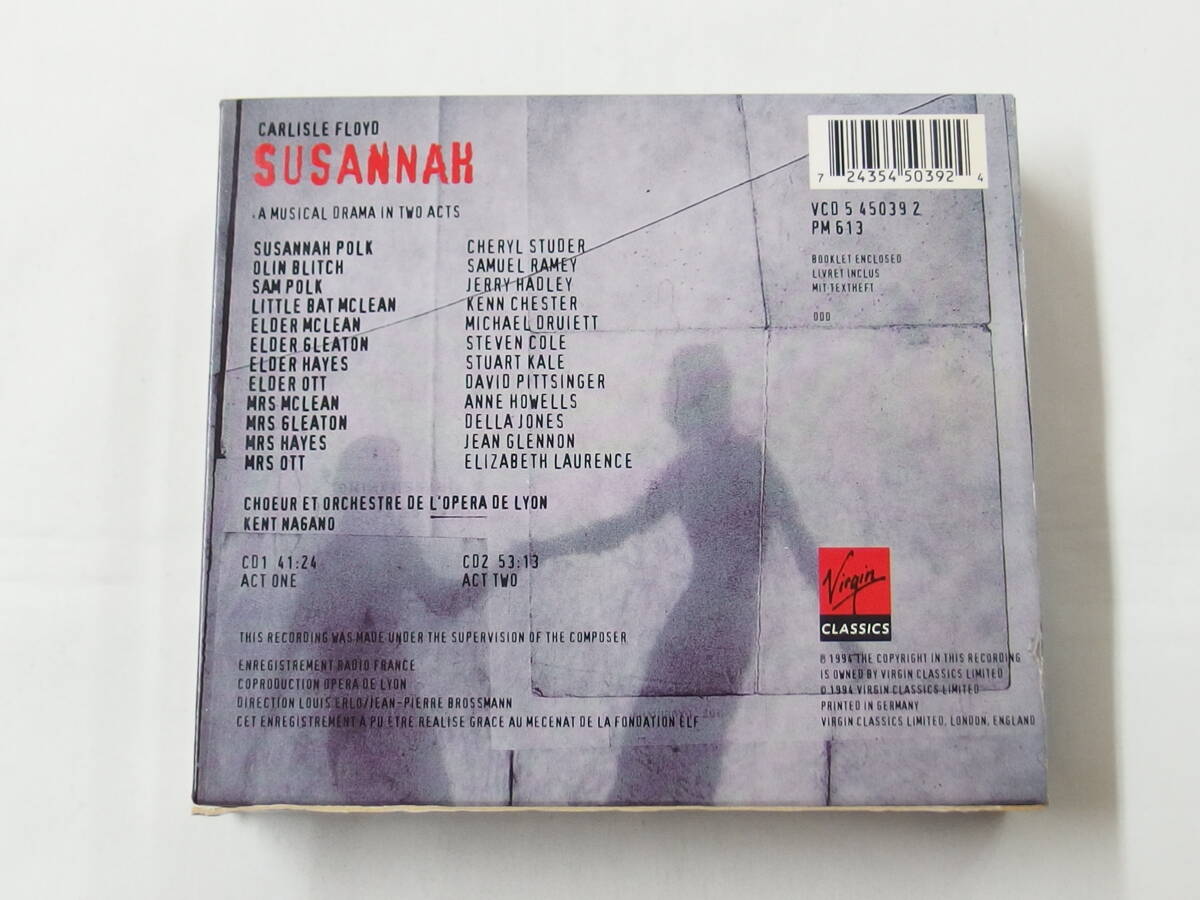 CARLISLE FLOYD
SUSANNAH
A MUSICAL DRAMA IN TWO ACTS
SUSANNAH POLK CHERYL STUDER
OLIN BLITCH SAMUEL RAMEY
SAM POLK JERRY HADLEY
LITTLE BAT MCLEAN KENN CHESTER
ELDER MCLEAN MICHAEL DRUIETT
ELDER GLEATON STEVEN COLE
ELDER HAYES STUART KALE
ELDER OTT DAVID PITTSINGER
MRS MCLEAN ANNE HOWELLS
MRS GLEATON DELLA JONES
MRS HAYES JEAN GLENNON
MRS OTT ELIZABETH LAURENCE
CHOEUR ET ORCHESTRE DE L'OPERA DE LYON
KENT NAGANO
CD1 41:24 CD2 53:13
ACT ONE ACT TWO
THIS RECORDING WAS MADE UNDER THE SUPERVISION OF THE COMPOSER
ENREGISTREMENT RADIO FRANCE
COPRODUCTION OPERA DE LYON
DIRECTION LOUIS ERLO/JEAN-PIERRE BROSSMANN
CET ENREGISTREMENT A PU ETRE REALISE GRACE AU MECENAT DE LA FONDATION ELF
7 24354 50392 4
VCD 5 45039 2
PM 613
BOOKLET ENCLOSED
LIVRET INCLUS
MIT TEXTHEFT
DDD
Virgin
CLASSICS
℗ 1994 THE COPYRIGHT IN THIS RECORDING
IS OWNED BY VIRGIN CLASSICS LIMITED
© 1994 VIRGIN CLASSICS LIMITED
PRINTED IN GERMANY
VIRGIN CLASSICS LIMITED, LONDON, ENGLAND